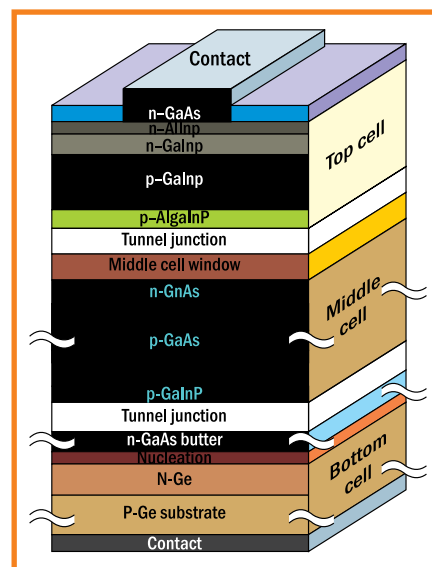 Contact
n–GaAs
n–AlInp
n–GaInp
p–GaInp
p–AlgaInP
Top cell
Tunnel junction
Middle cell window
n-GnAs
p-GaAs
p-GaInP
Middle
cell
Tunnel junction
n-GaAs butter
Nucleation
N-Ge
P-Ge substrate
Bottom
cell
Contact